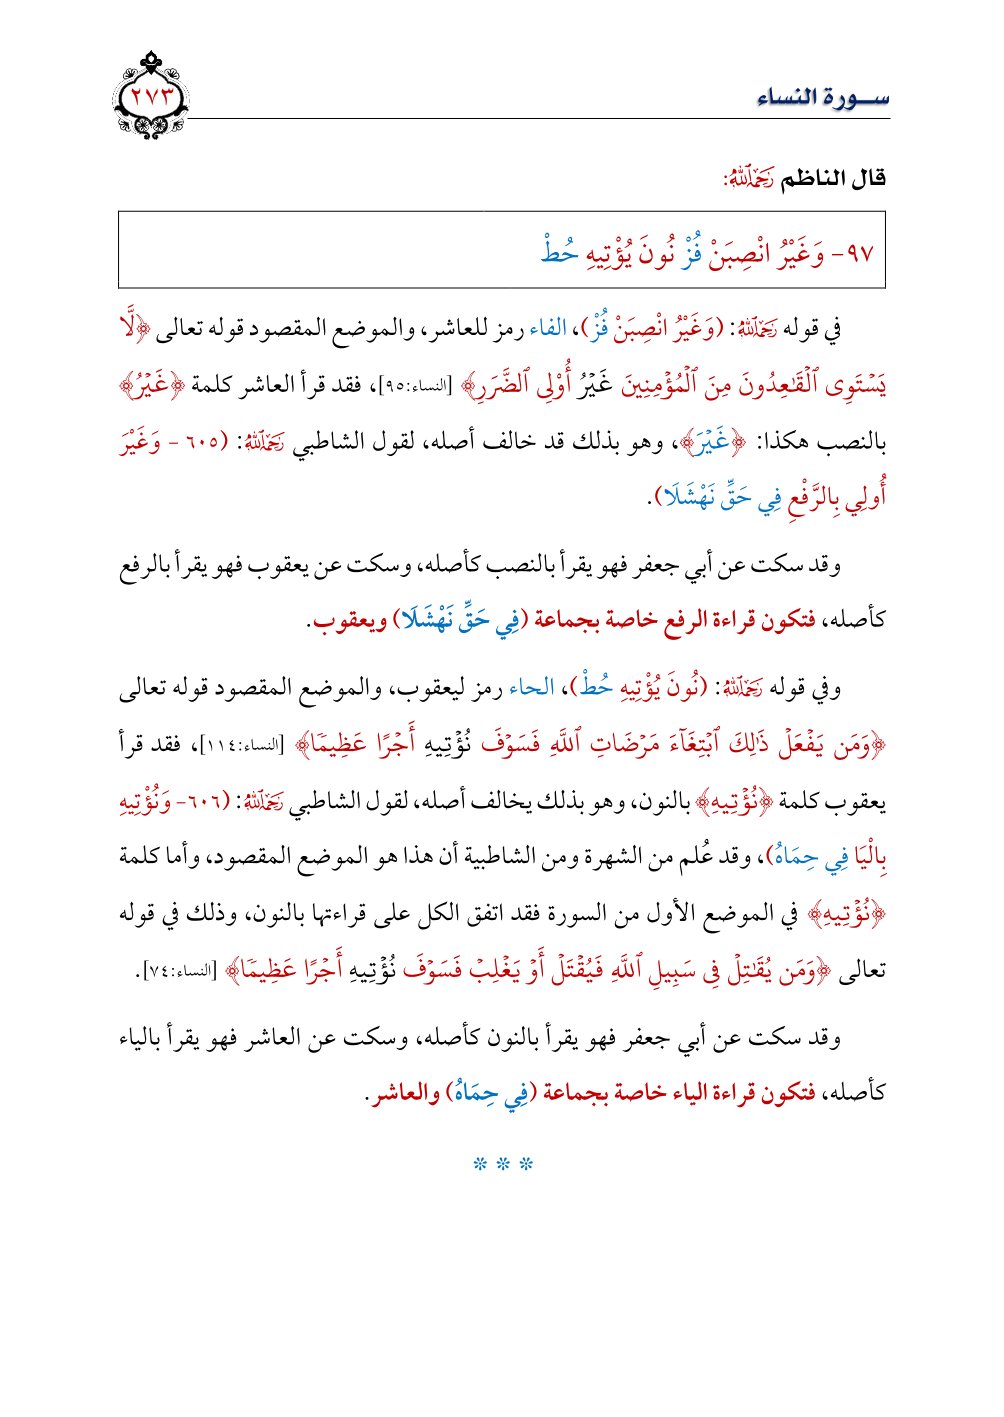 سورة النساء
٢٧٣
قال الناظم رَحِمَهُ ٱللَّهُ:
٩٧- وَغَيْرُ انْصِبَنْ فُزْ نُونَ يُؤْتِيهِ حُطْ
في قوله رَحِمَهُ ٱللَّهُ: (وَغَيْرُ انْصِبَنْ فُزْ)، الفاء رمز للعاشر، والموضع المقصود قوله تعالى ﴿لَّا
يَسْتَوِى ٱلْقَٰعِدُونَ مِنَ ٱلْمُؤْمِنِينَ غَيْرُ أُوْلِى ٱلضَّرَرِ﴾ [النساء:٩٥]، فقد قرأ العاشر كلمة ﴿غَيْرُ﴾
بالنصب هكذا: ﴿غَيْرَ﴾، وهو بذلك قد خالف أصله، لقول الشاطبي رَحِمَهُ ٱللَّهُ: (٦٠٥ - وَغَيْرَ
أُولِي بِالرَّفْعِ فِي حَقِّ نَهْشَلَا).
وقد سكت عن أبي جعفر فهو يقرأ بالنصب كأصله، وسكت عن يعقوب فهو يقرأ بالرفع
كأصله، فتكون قراءة الرفع خاصة بجماعة (فِي حَقِّ نَهْشَلَا) ويعقوب.
وفي قوله رَحِمَهُ ٱللَّهُ: (نُونَ يُؤْتِيهِ حُطْ)، الحاء رمز ليعقوب، والموضع المقصود قوله تعالى
﴿وَمَن يَفْعَلْ ذَٰلِكَ ٱبْتِغَآءَ مَرْضَاتِ ٱللَّهِ فَسَوْفَ نُؤْتِيهِ أَجْرًا عَظِيمًا﴾ [النساء:١١٤]، فقد قرأ
يعقوب كلمة ﴿نُؤْتِيهِ﴾ بالنون، وهو بذلك يخالف أصله، لقول الشاطبي رَحِمَهُ ٱللَّهُ: (٦٠٦- وَنُؤْتِيهِ
بِالْيَا فِي حِمَاهُ)، وقد عُلم من الشهرة ومن الشاطبية أن هذا هو الموضع المقصود، وأما كلمة
﴿نُؤْتِيهِ﴾ في الموضع الأول من السورة فقد اتفق الكل على قراءتها بالنون، وذلك في قوله
تعالى ﴿وَمَن يُقَٰتِلْ فِى سَبِيلِ ٱللَّهِ فَيُقْتَلْ أَوْ يَغْلِبْ فَسَوْفَ نُؤْتِيهِ أَجْرًا عَظِيمًا﴾ [النساء:٧٤].
وقد سكت عن أبي جعفر فهو يقرأ بالنون كأصله، وسكت عن العاشر فهو يقرأ بالياء
كأصله، فتكون قراءة الياء خاصة بجماعة (فِي حِمَاهُ) والعاشر.
* * *